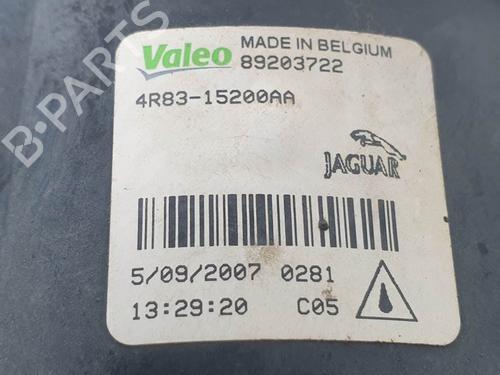 Valeo MADE IN BELGIUM
89203722
4R83-15200AA
JAGUAR
5/09/2007 0281
13:29:20 C05
B-PARTS